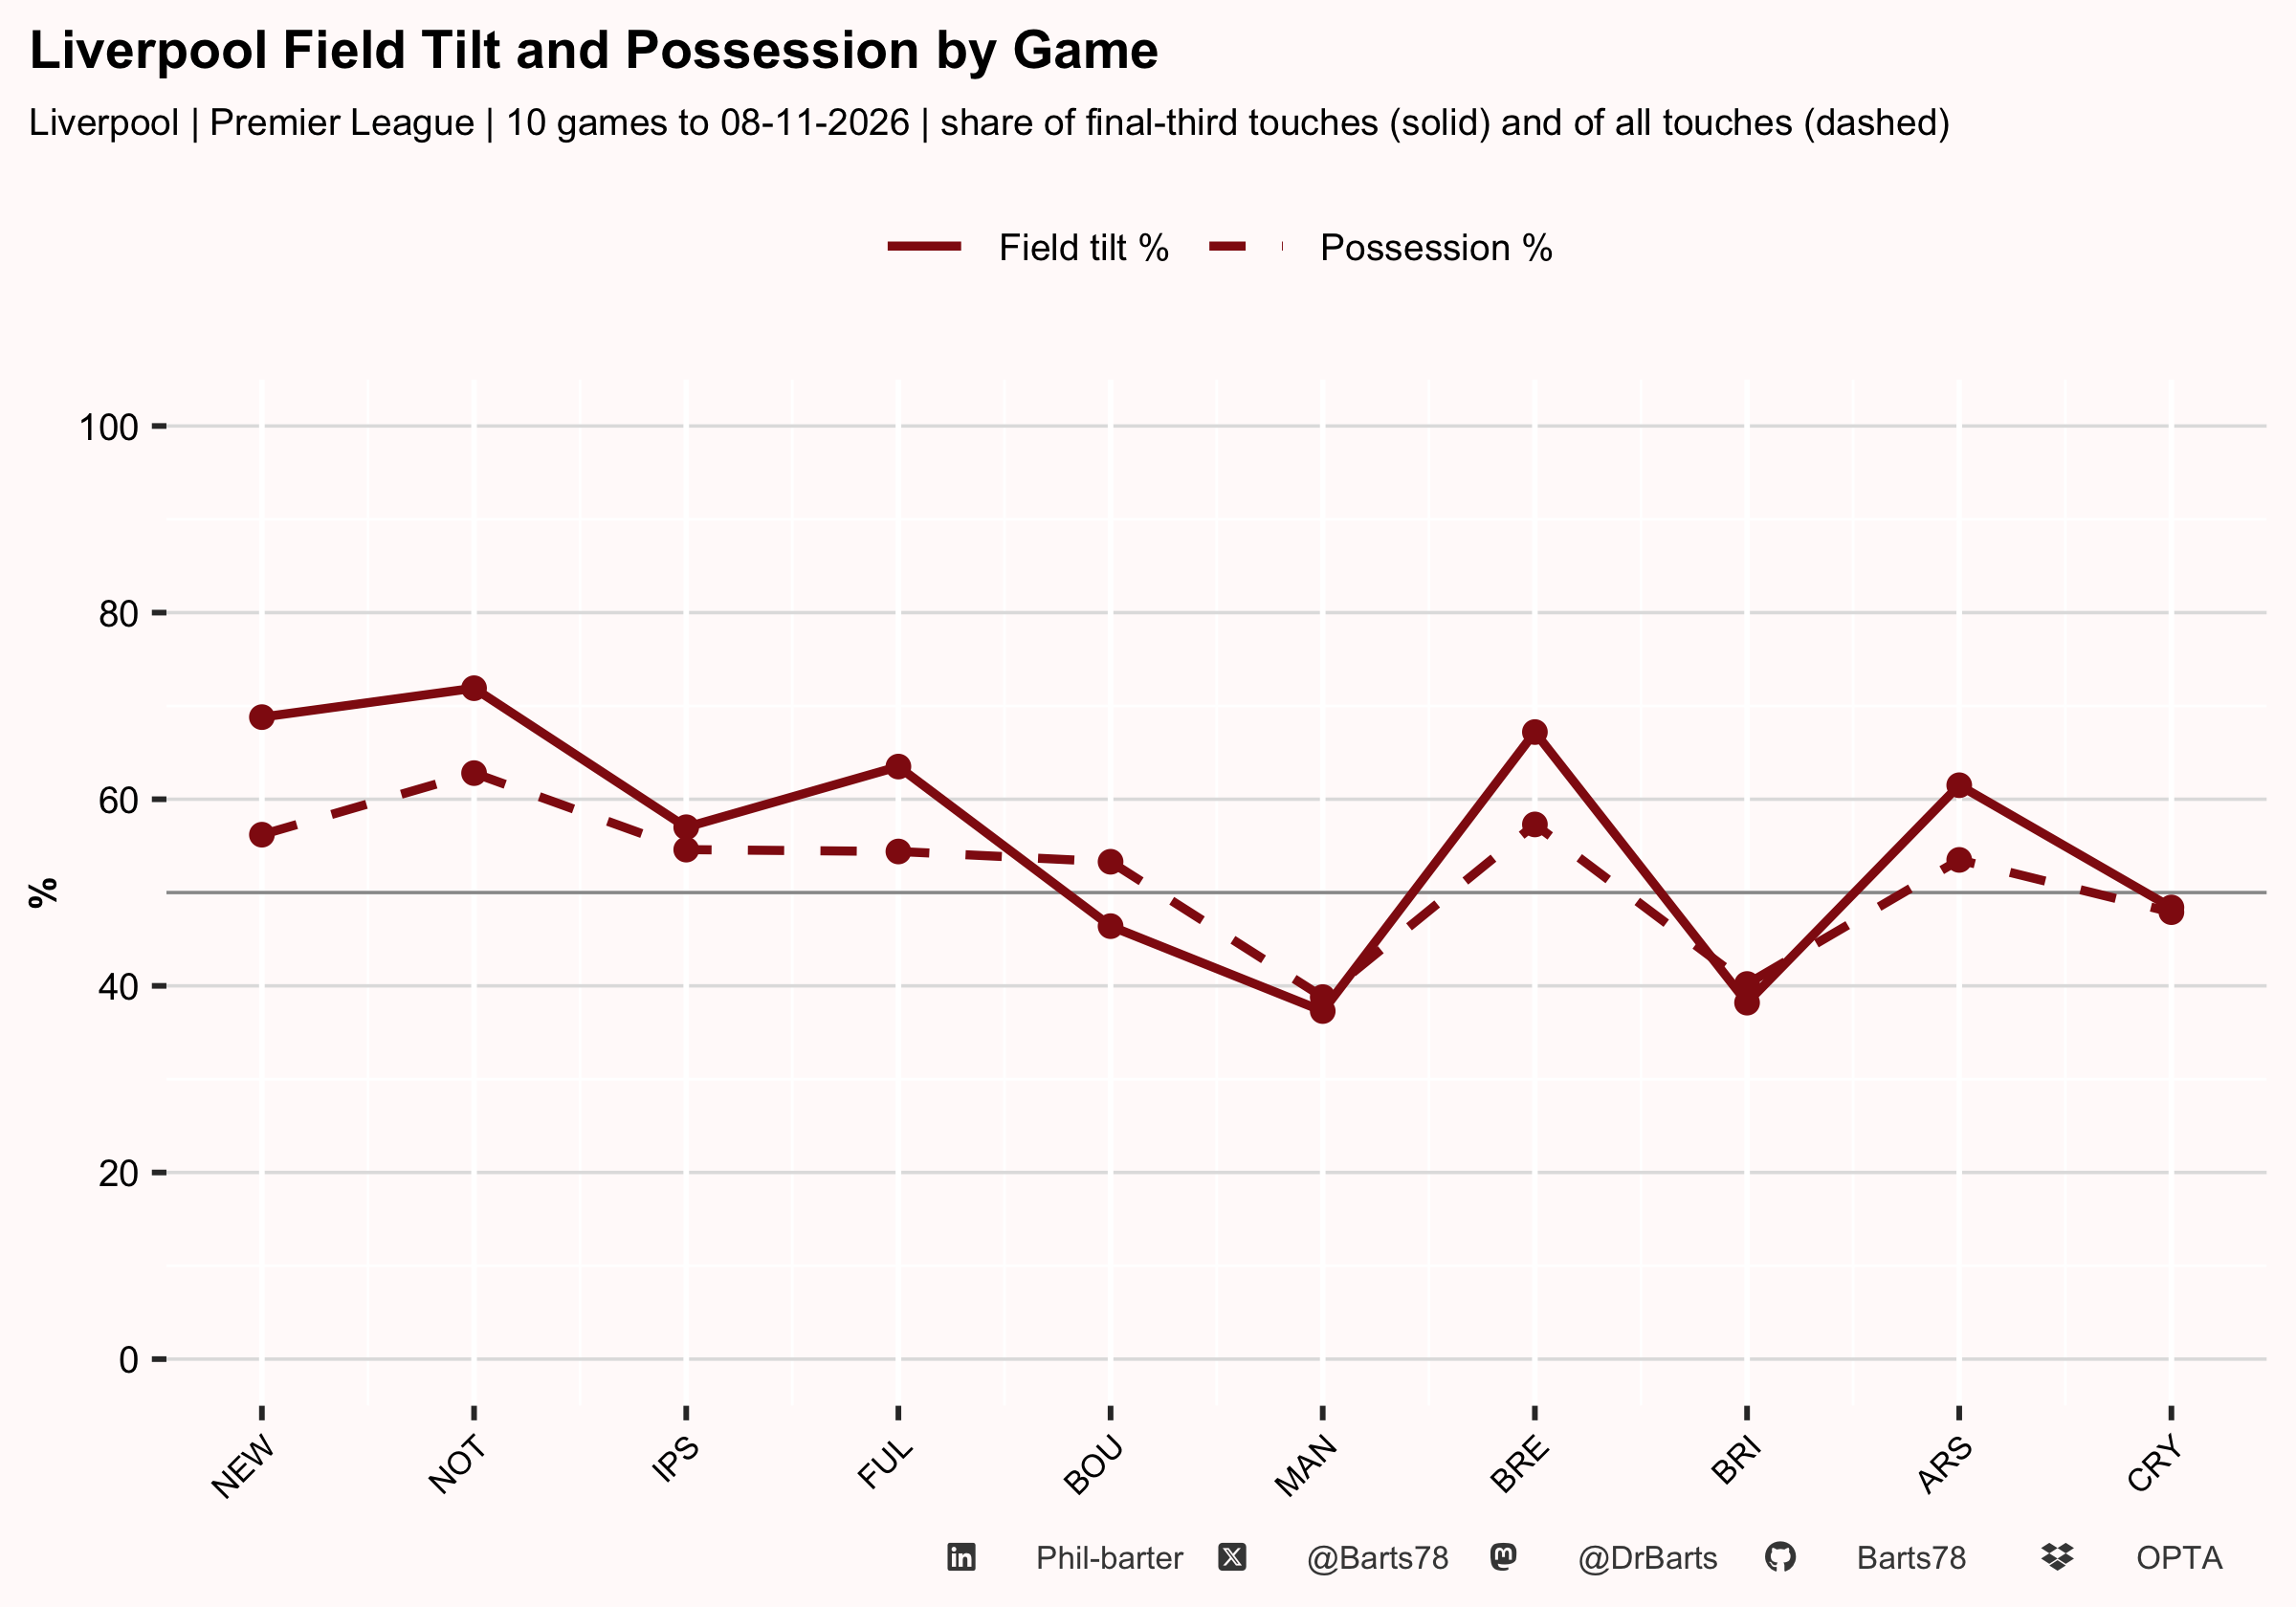 Liverpool Field Tilt and Possession by Game
Liverpool | Premier League | 10 games to 08-11-2026 | share of final-third touches (solid) and of all touches (dashed)
Field tilt % Possession %
100
80
60
40
20
0
%
NEW NOT IPS FUL BOU MAN BRE BRI ARS CRY
Phil-barter @Barts78 @DrBarts Barts78 OPTA